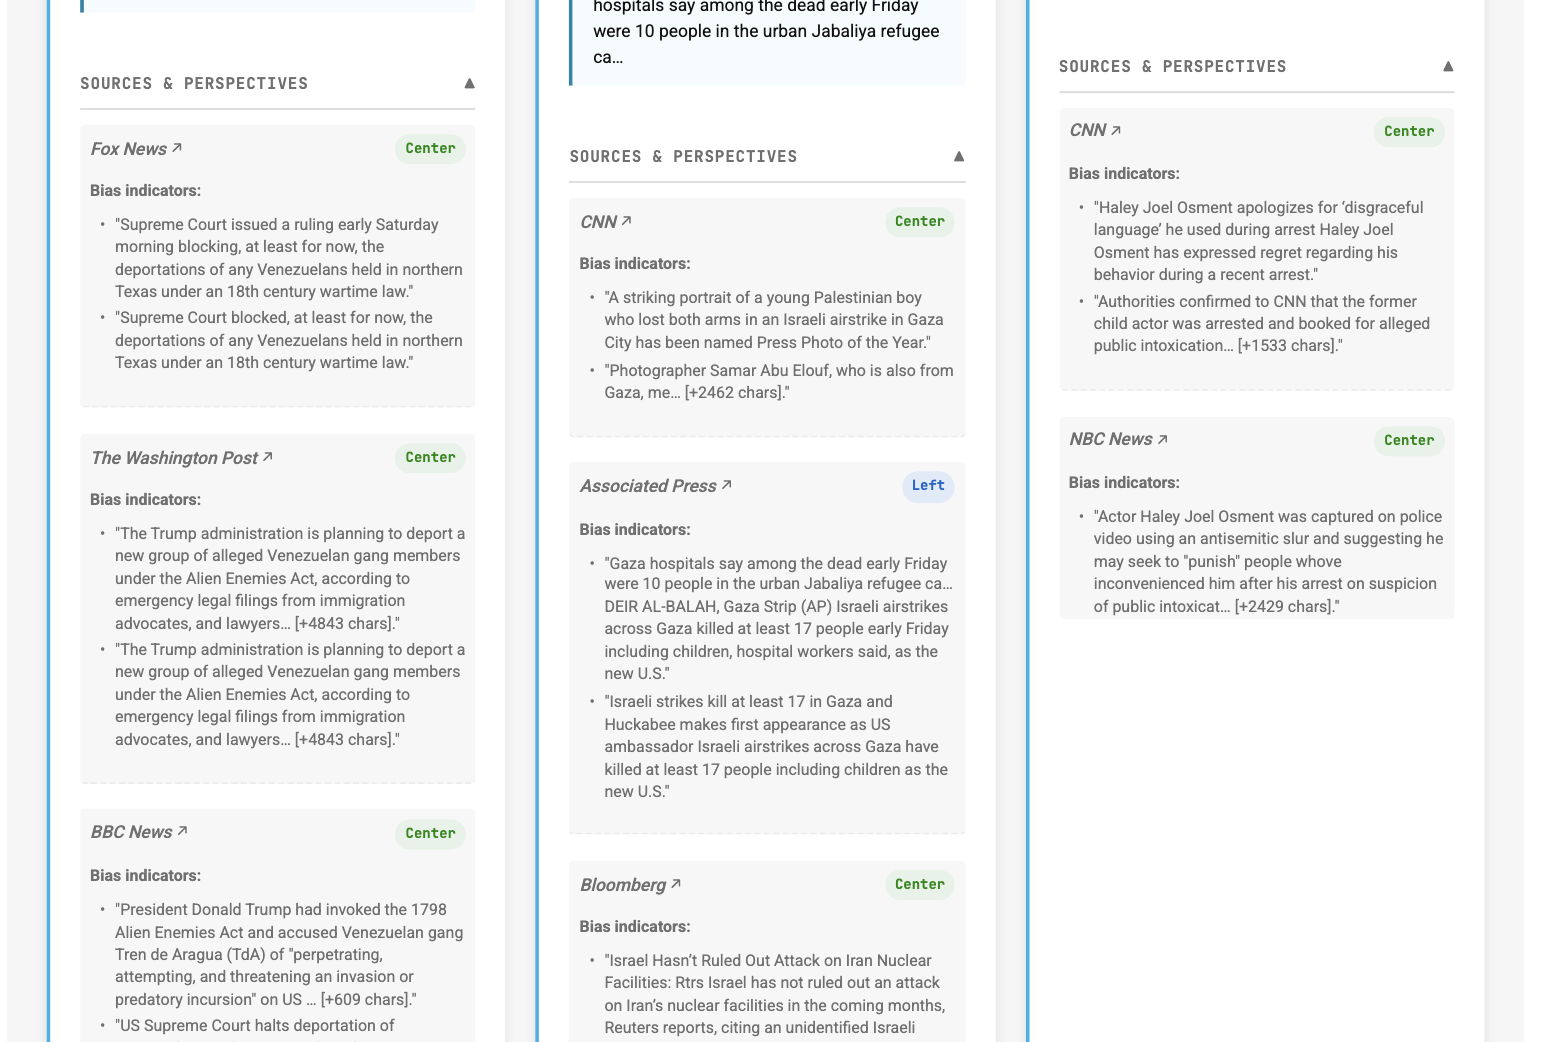 SOURCES & PERSPECTIVES ▲
Fox News ↗
Center
Bias indicators:
• "Supreme Court issued a ruling early Saturday
morning blocking, at least for now, the
deportations of any Venezuelans held in northern
Texas under an 18th century wartime law."
• "Supreme Court blocked, at least for now, the
deportations of any Venezuelans held in northern
Texas under an 18th century wartime law."
The Washington Post ↗
Center
Bias indicators:
• "The Trump administration is planning to deport a
new group of alleged Venezuelan gang members
under the Alien Enemies Act, according to
emergency legal filings from immigration
advocates, and lawyers… [+4843 chars]."
• "The Trump administration is planning to deport a
new group of alleged Venezuelan gang members
under the Alien Enemies Act, according to
emergency legal filings from immigration
advocates, and lawyers… [+4843 chars]."
BBC News ↗
Center
Bias indicators:
• "President Donald Trump had invoked the 1798
Alien Enemies Act and accused Venezuelan gang
Tren de Aragua (TdA) of "perpetrating,
attempting, and threatening an invasion or
predatory incursion" on US … [+609 chars]."
• "US Supreme Court halts deportation of
hospitals say among the dead early Friday
were 10 people in the urban Jabaliya refugee
ca…
SOURCES & PERSPECTIVES ▲
CNN ↗
Center
Bias indicators:
• "A striking portrait of a young Palestinian boy
who lost both arms in an Israeli airstrike in Gaza
City has been named Press Photo of the Year."
• "Photographer Samar Abu Elouf, who is also from
Gaza, me… [+2462 chars]."
Associated Press ↗
Left
Bias indicators:
• "Gaza hospitals say among the dead early Friday
were 10 people in the urban Jabaliya refugee ca…
DEIR AL-BALAH, Gaza Strip (AP) Israeli airstrikes
across Gaza killed at least 17 people early Friday
including children, hospital workers said, as the
new U.S."
• "Israeli strikes kill at least 17 in Gaza and
Huckabee makes first appearance as US
ambassador Israeli airstrikes across Gaza have
killed at least 17 people including children as the
new U.S."
Bloomberg ↗
Center
Bias indicators:
• "Israel Hasn’t Ruled Out Attack on Iran Nuclear
Facilities: Rtrs Israel has not ruled out an attack
on Iran’s nuclear facilities in the coming months,
Reuters reports, citing an unidentified Israeli
SOURCES & PERSPECTIVES ▲
CNN ↗
Center
Bias indicators:
• "Haley Joel Osment apologizes for ‘disgraceful
language’ he used during arrest Haley Joel
Osment has expressed regret regarding his
behavior during a recent arrest."
• "Authorities confirmed to CNN that the former
child actor was arrested and booked for alleged
public intoxication… [+1533 chars]."
NBC News ↗
Center
Bias indicators:
• "Actor Haley Joel Osment was captured on police
video using an antisemitic slur and suggesting he
may seek to "punish" people whove
inconvenienced him after his arrest on suspicion
of public intoxicat… [+2429 chars]."